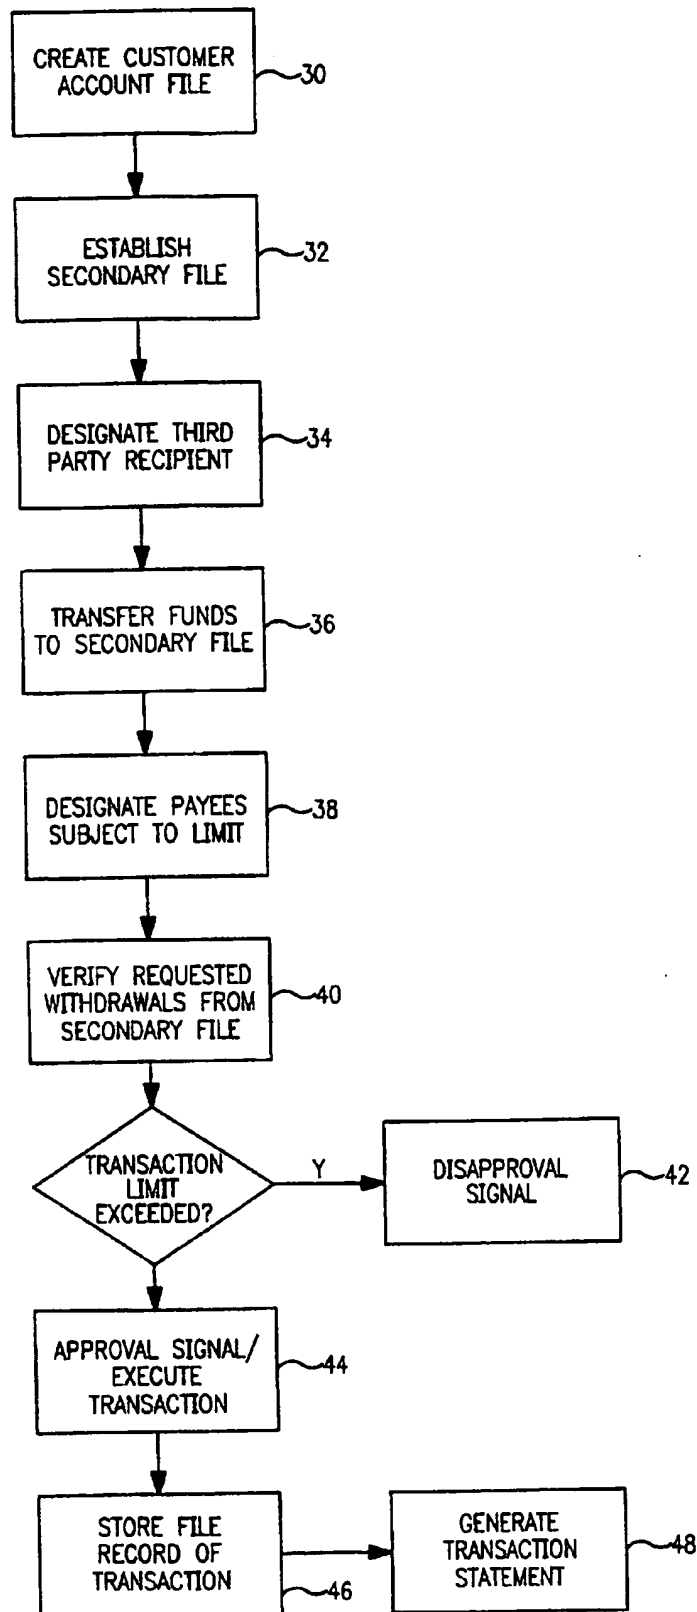 CREATE CUSTOMER
ACCOUNT FILE
30
ESTABLISH
SECONDARY FILE
32
DESIGNATE THIRD
PARTY RECIPIENT
34
TRANSFER FUNDS
TO SECONDARY FILE
36
DESIGNATE PAYEES
SUBJECT TO LIMIT
38
VERIFY REQUESTED
WITHDRAWALS FROM
SECONDARY FILE
40
TRANSACTION
LIMIT
EXCEEDED?
Y
DISAPPROVAL
SIGNAL
42
APPROVAL SIGNAL/
EXECUTE
TRANSACTION
44
STORE FILE
RECORD OF
TRANSACTION
46
GENERATE
TRANSACTION
STATEMENT
48